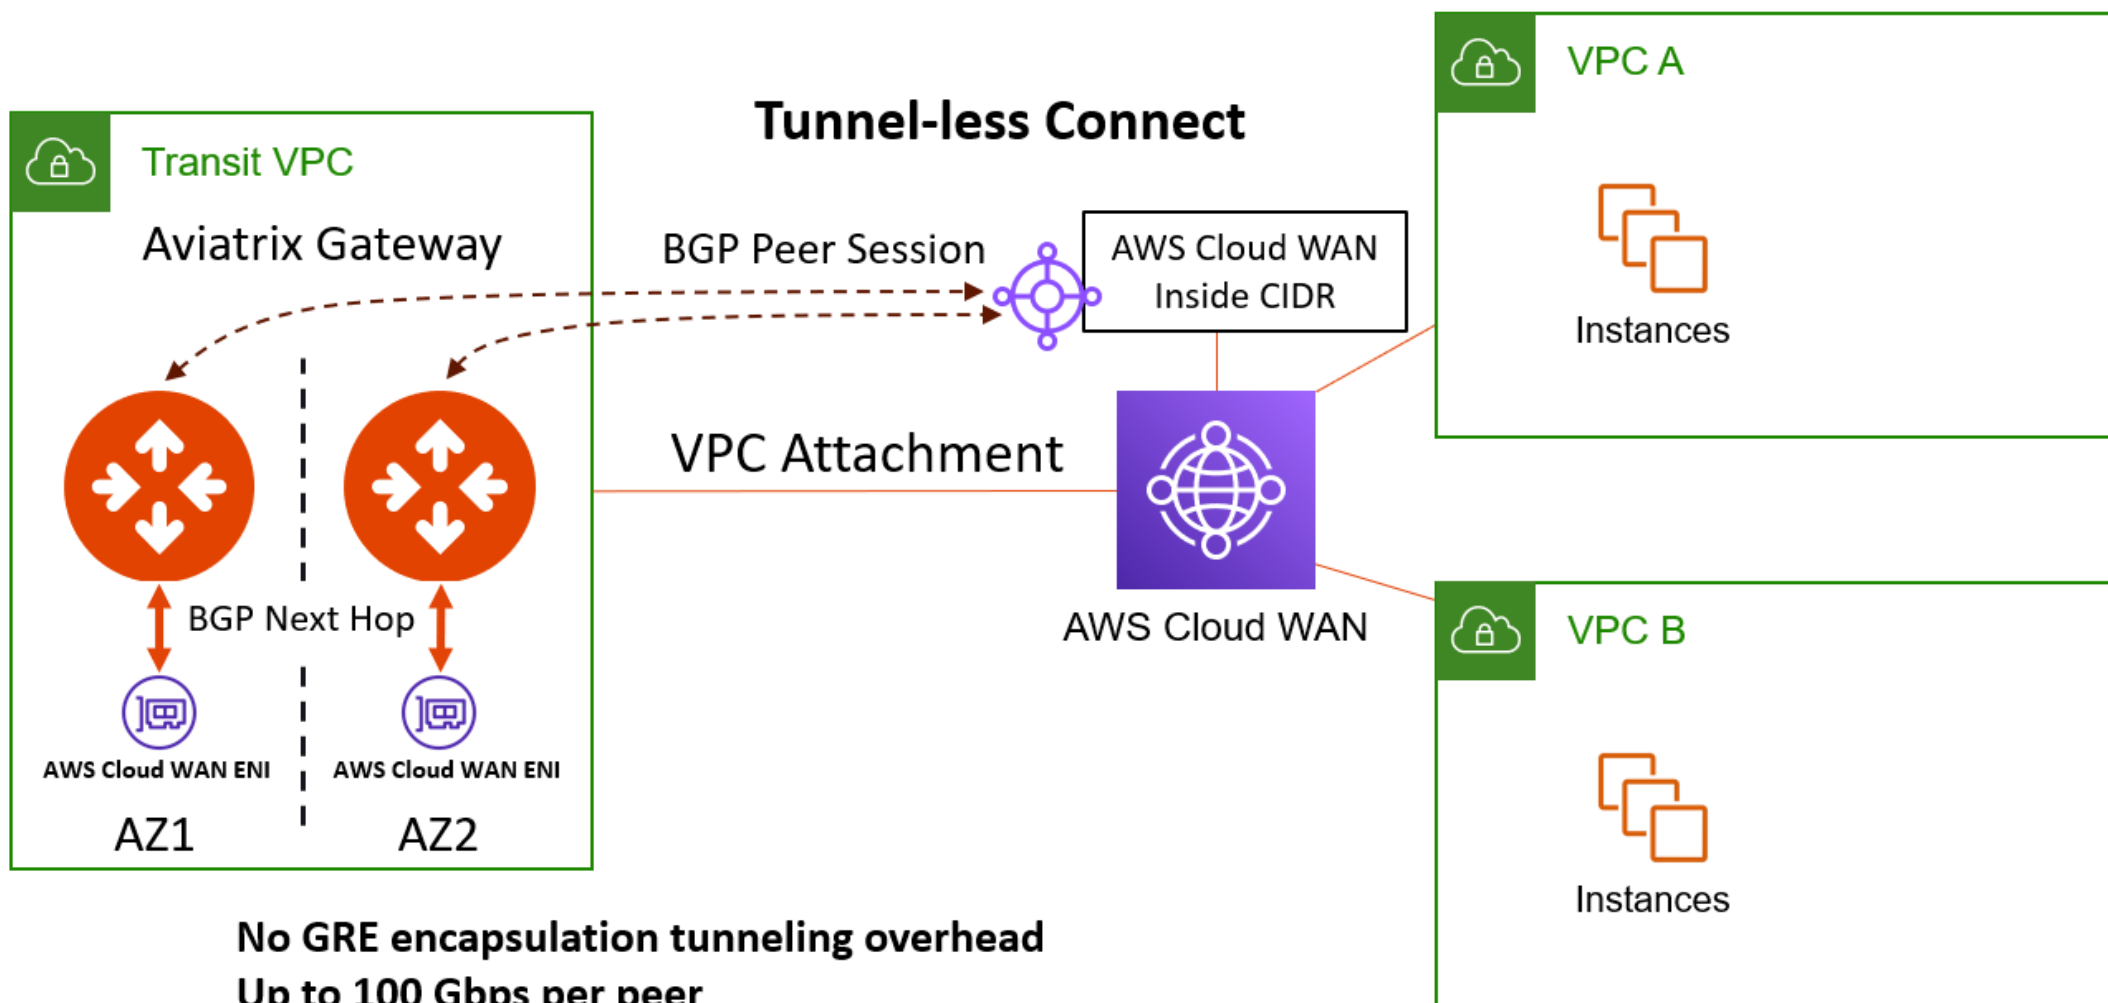 Tunnel-less Connect
Transit VPC
Aviatrix Gateway
BGP Peer Session
AWS Cloud WAN
Inside CIDR
VPC A
Instances
VPC Attachment
AWS Cloud WAN
BGP Next Hop
AWS Cloud WAN ENI
AWS Cloud WAN ENI
AZ1
AZ2
VPC B
Instances
No GRE encapsulation tunneling overhead
Up to 100 Gbps per peer